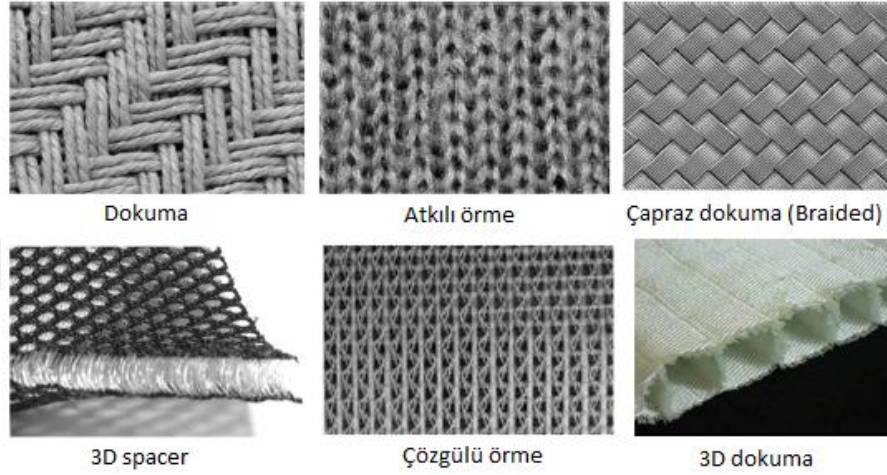 Dokuma
Atkılı örme
Çapraz dokuma (Braided)
3D spacer
Çözgülü örme
3D dokuma